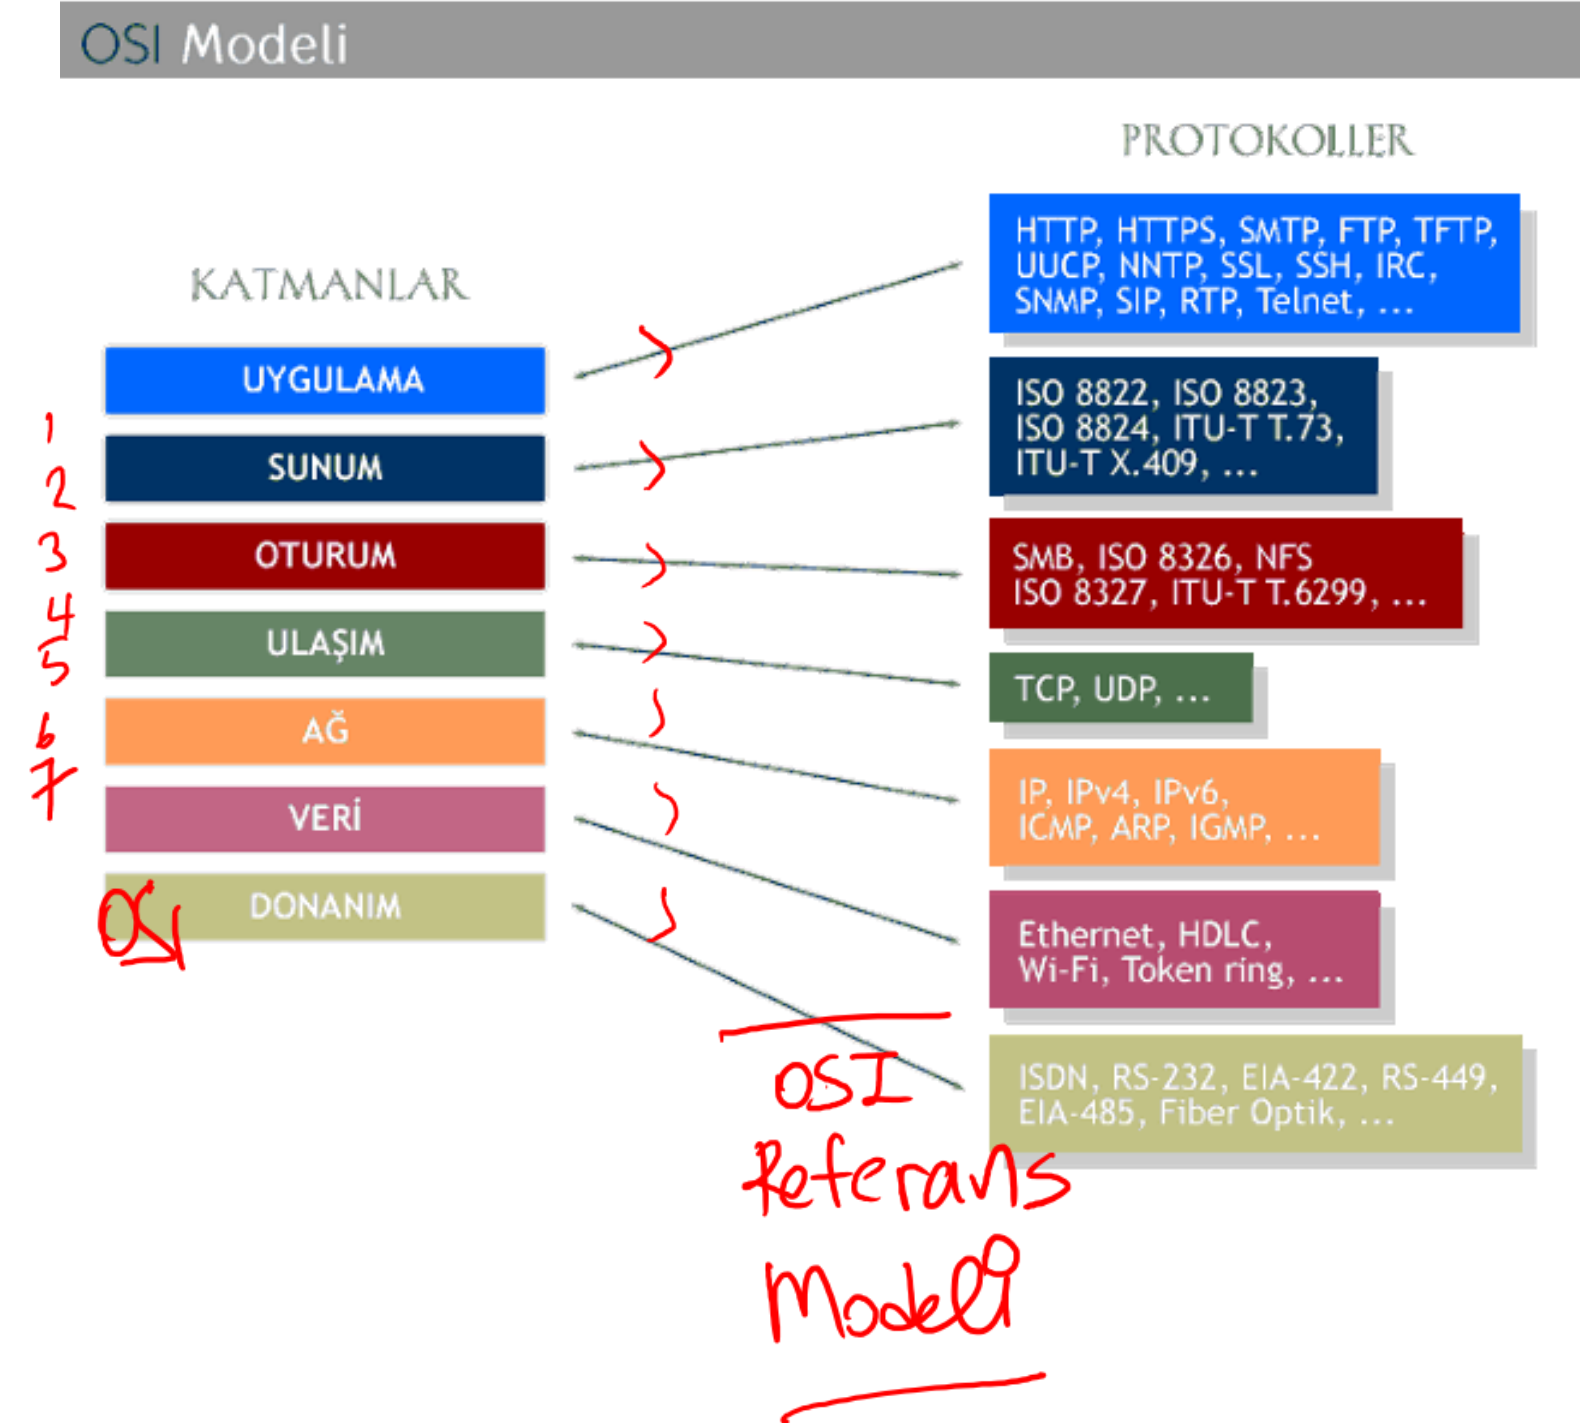 OSI Modeli
PROTOKOLLER
KATMANLAR
HTTP, HTTPS, SMTP, FTP, TFTP,
UUCP, NNTP, SSL, SSH, IRC,
SNMP, SIP, RTP, Telnet, ...
UYGULAMA
1
SUNUM
2
ISO 8822, ISO 8823,
ISO 8824, ITU-T T.73,
ITU-T X.409, ...
OTURUM
3
SMB, ISO 8326, NFS
ISO 8327, ITU-T T.6299, ...
4
ULAŞIM
5
TCP, UDP, ...
AĞ
6
IP, IPv4, IPv6,
ICMP, ARP, IGMP, ...
7
VERİ
Ethernet, HDLC,
Wi-Fi, Token ring, ...
DONANIM
OSI
ISDN, RS-232, EIA-422, RS-449,
EIA-485, Fiber Optik, ...
OSI
Referans
Modeli